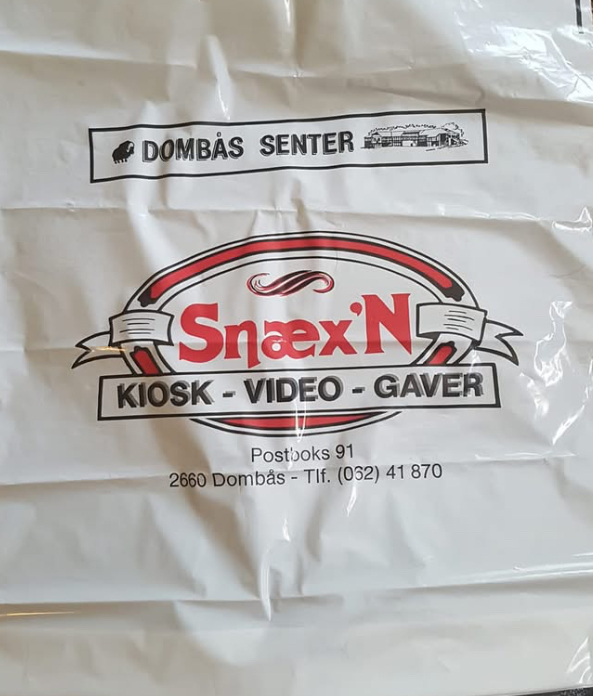 DOMBÅS SENTER
Snæx'N
KIOSK - VIDEO - GAVER
Postboks 91
2660 Dombås - Tlf. (062) 41 870